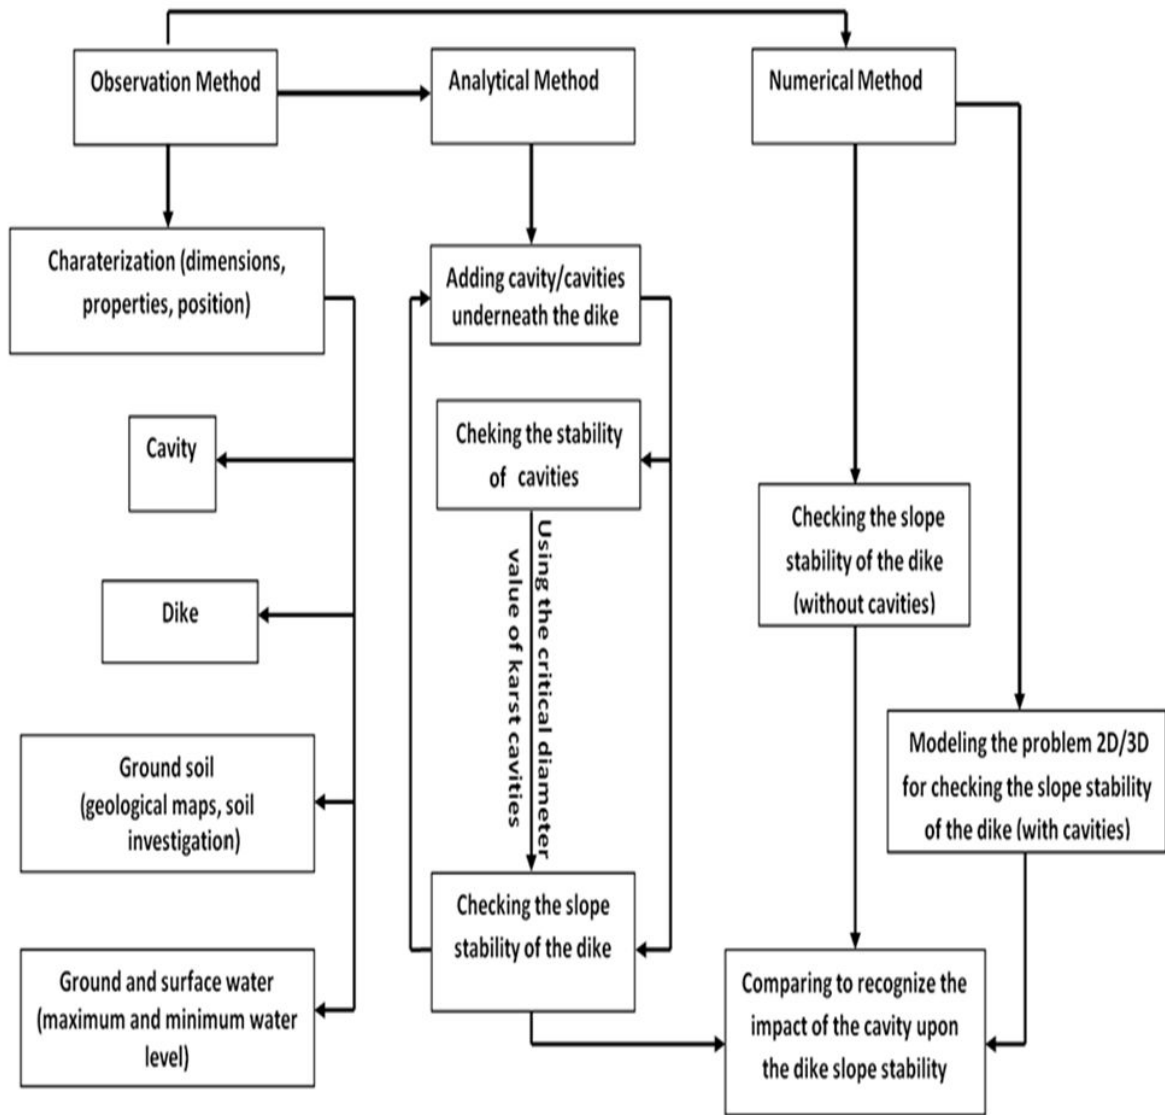 Observation Method
Analytical Method
Numerical Method
Charaterization (dimensions,
properties, position)
Adding cavity/cavities
underneath the dike
Cavity
Cheking the stability
of cavities
Using the critical diameter
value of karst cavities
Checking the slope
stability of the dike
(without cavities)
Dike
Ground soil
(geological maps, soil
investigation)
Modeling the problem 2D/3D
for checking the slope stability
of the dike (with cavities)
Checking the slope
stability of the dike
Ground and surface water
(maximum and minimum water
level)
Comparing to recognize the
impact of the cavity upon
the dike slope stability